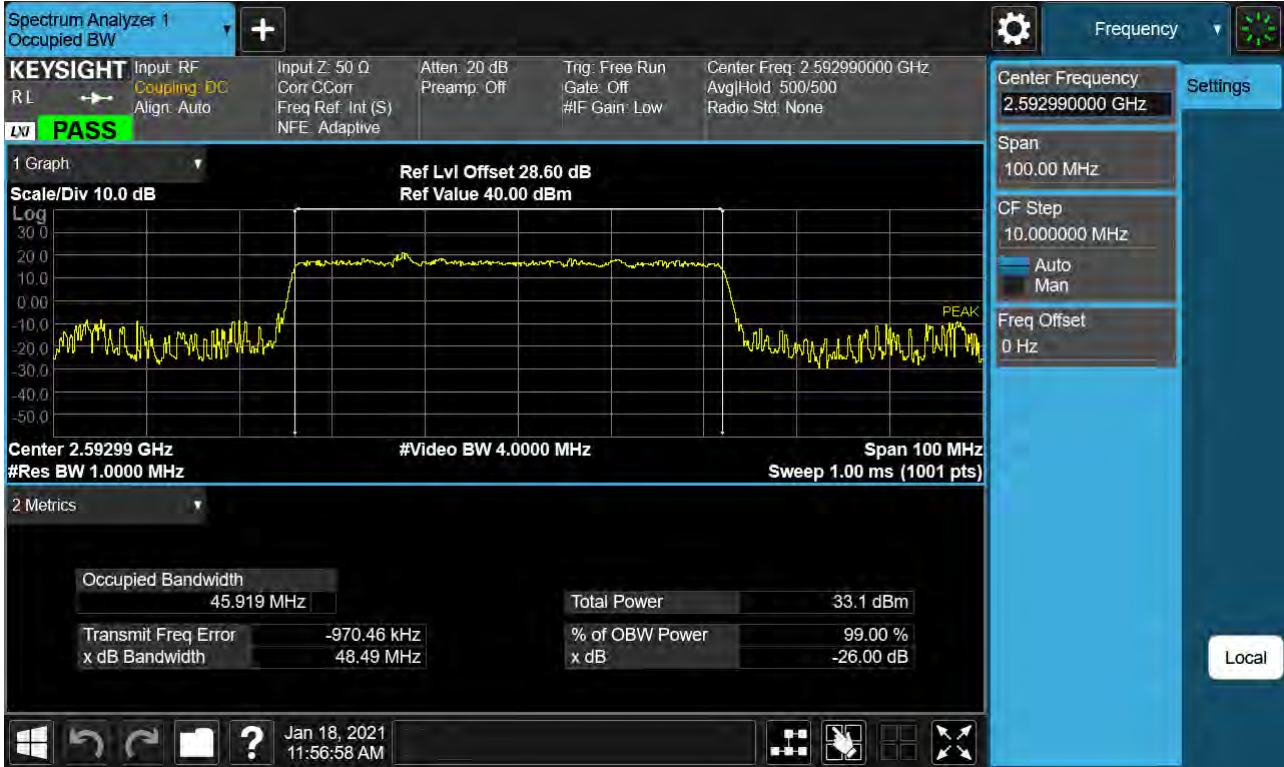 Spectrum Analyzer 1
Occupied BW
Frequency
KEYSIGHT
RL
LXI
PASS
Input: RF
Coupling: DC
Align: Auto
Input Z: 50 Ω
Corr CCorr
Freq Ref: Int (S)
NFE: Adaptive
Atten: 20 dB
Preamp: Off
Trig: Free Run
Gate: Off
#IF Gain: Low
Center Freq: 2.592990000 GHz
Avg|Hold: 500/500
Radio Std: None
Center Frequency
2.592990000 GHz
Settings
Span
100.00 MHz
CF Step
10.000000 MHz
Auto
Man
Freq Offset
0 Hz
Local
1 Graph
Scale/Div 10.0 dB
Ref Lvl Offset 28.60 dB
Ref Value 40.00 dBm
Log
30.0
20.0
10.0
0.00
-10.0
-20.0
-30.0
-40.0
-50.0
PEAK
Center 2.59299 GHz
#Video BW 4.0000 MHz
Span 100 MHz
#Res BW 1.0000 MHz
Sweep 1.00 ms (1001 pts)
2 Metrics
Occupied Bandwidth
45.919 MHz
Total Power 33.1 dBm
Transmit Freq Error -970.46 kHz
% of OBW Power 99.00 %
x dB Bandwidth 48.49 MHz
x dB -26.00 dB
?
Jan 18, 2021
11:56:58 AM